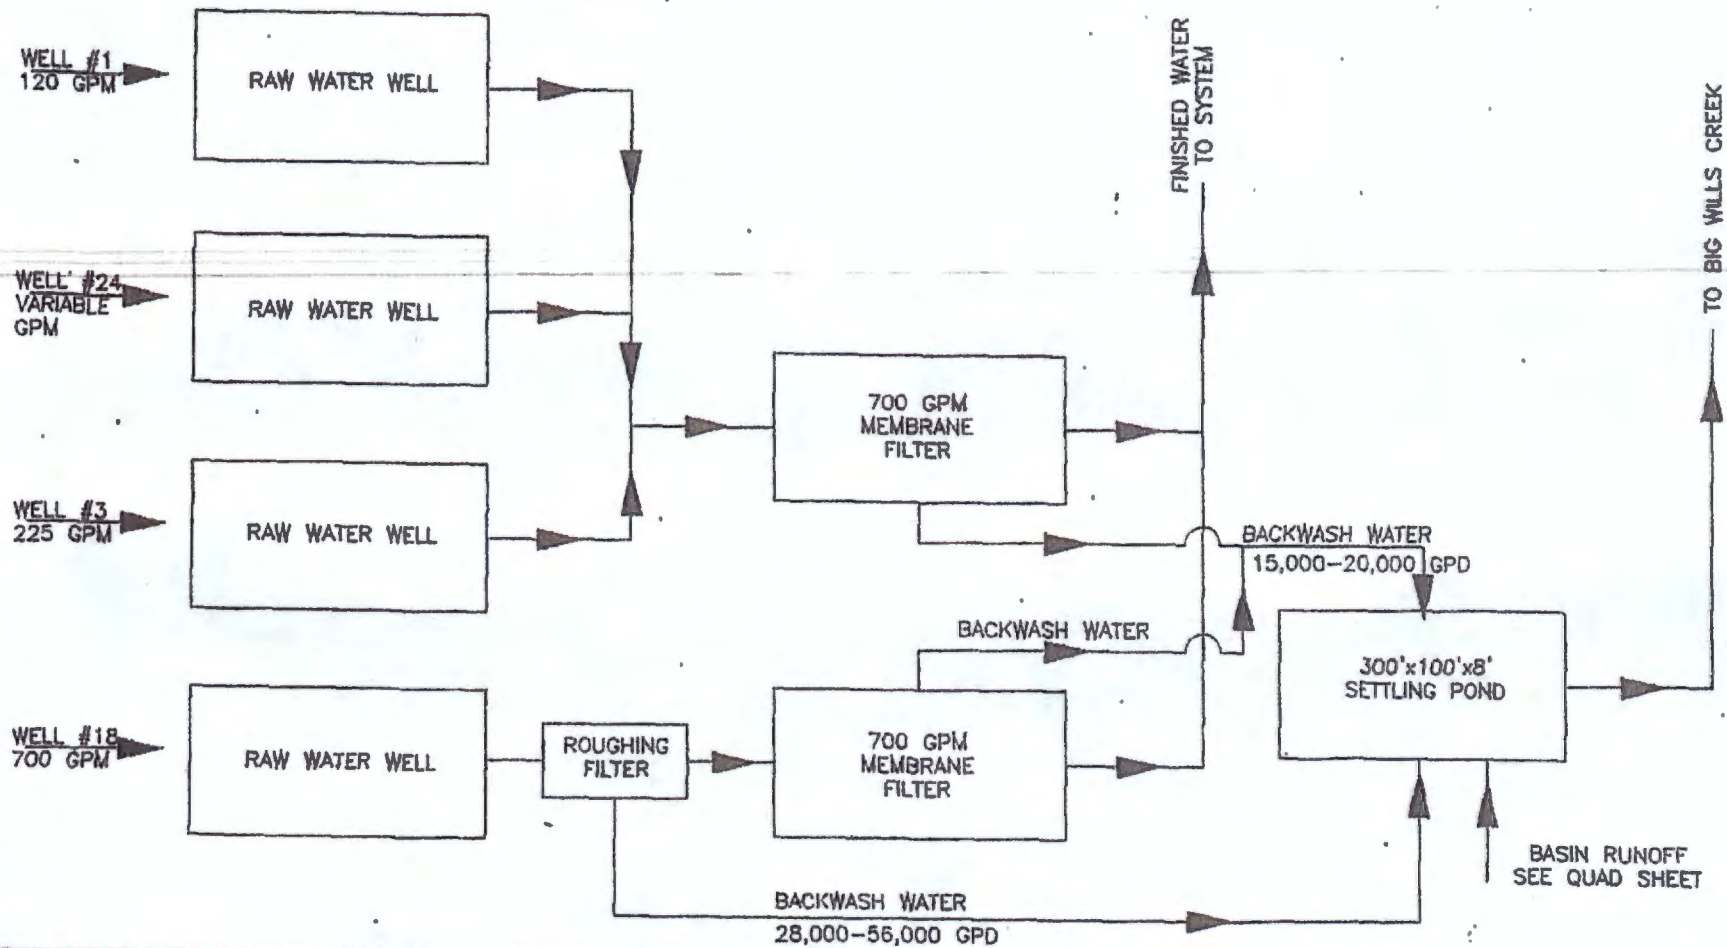 WELL #1
120 GPM
RAW WATER WELL
WELL #24
VARIABLE
GPM
RAW WATER WELL
WELL #3
225 GPM
RAW WATER WELL
WELL #18
700 GPM
RAW WATER WELL
ROUGHING
FILTER
700 GPM
MEMBRANE
FILTER
700 GPM
MEMBRANE
FILTER
FINISHED WATER
TO SYSTEM
BACKWASH WATER
15,000-20,000 GPD
BACKWASH WATER
300'x100'x8'
SETTLING POND
TO BIG WILLS CREEK
BASIN RUNOFF
SEE QUAD SHEET
BACKWASH WATER
28,000-56,000 GPD